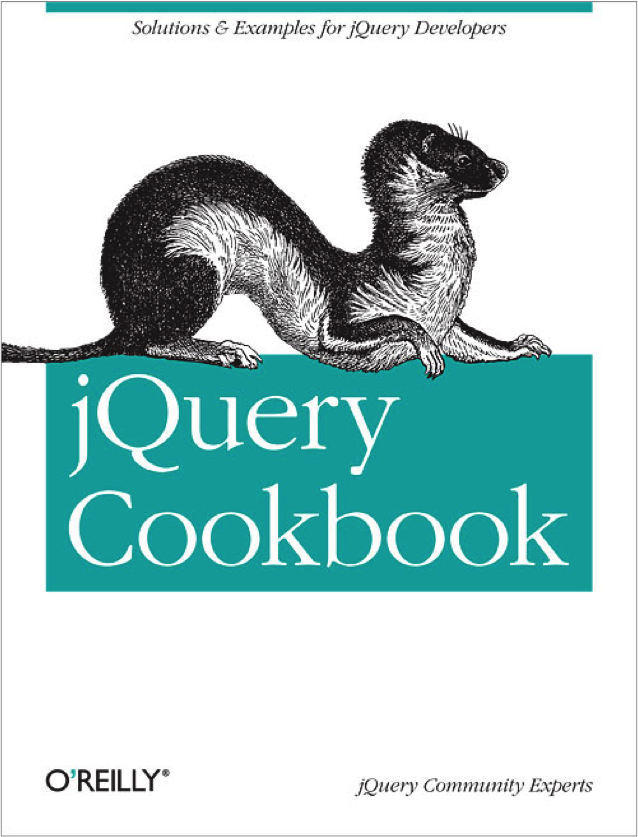 Solutions & Examples for jQuery Developers
jQuery
Cookbook
O'REILLY®
jQuery Community Experts